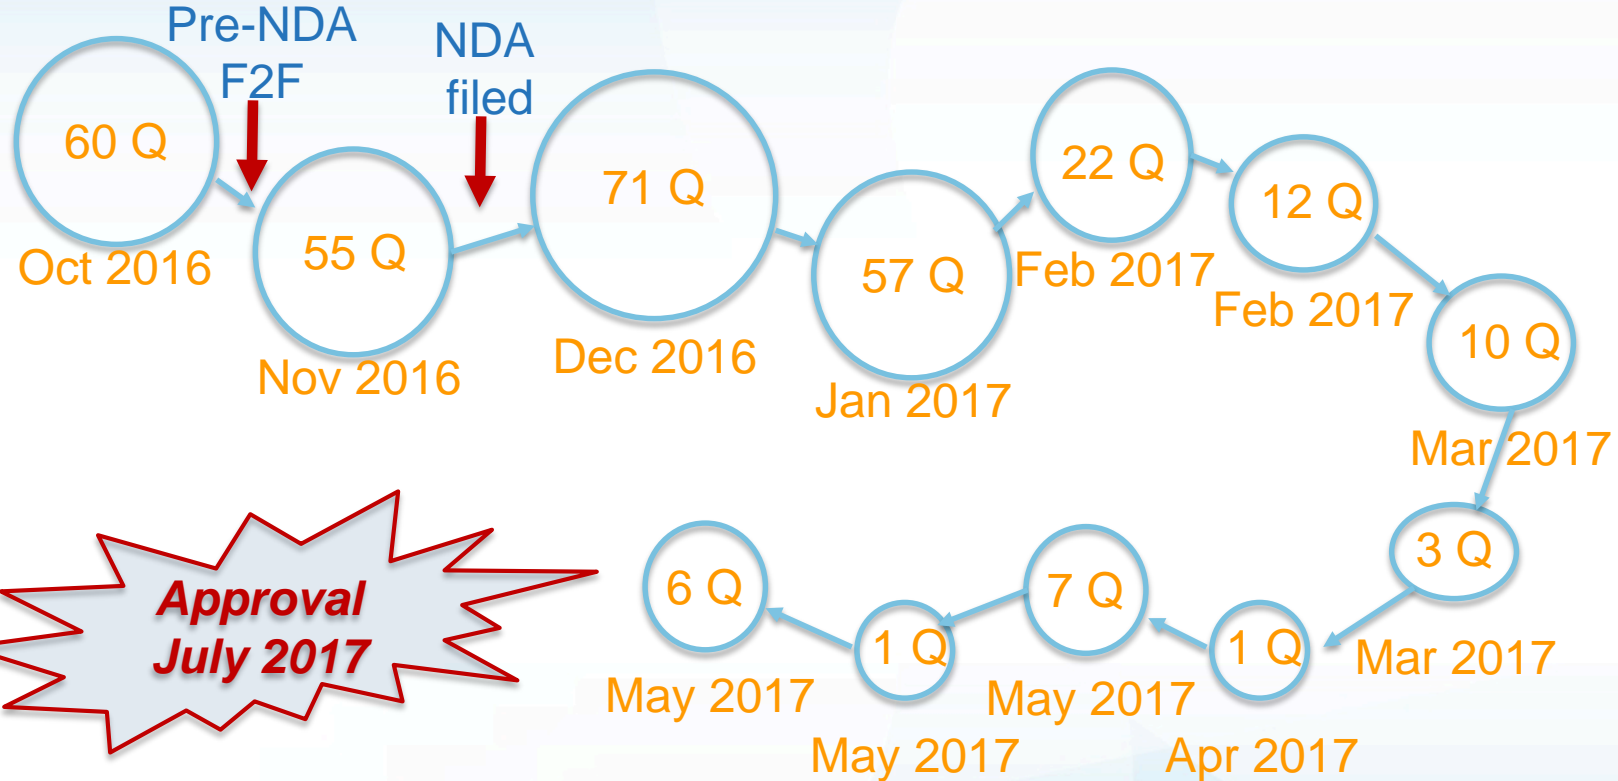 Pre-NDA
F2F
NDA
filed
60 Q
Oct 2016
55 Q
Nov 2016
71 Q
Dec 2016
57 Q
Jan 2017
22 Q
Feb 2017
12 Q
Feb 2017
10 Q
Mar 2017
3 Q
Mar 2017
1 Q
Apr 2017
7 Q
May 2017
1 Q
May 2017
6 Q
May 2017
Approval
July 2017